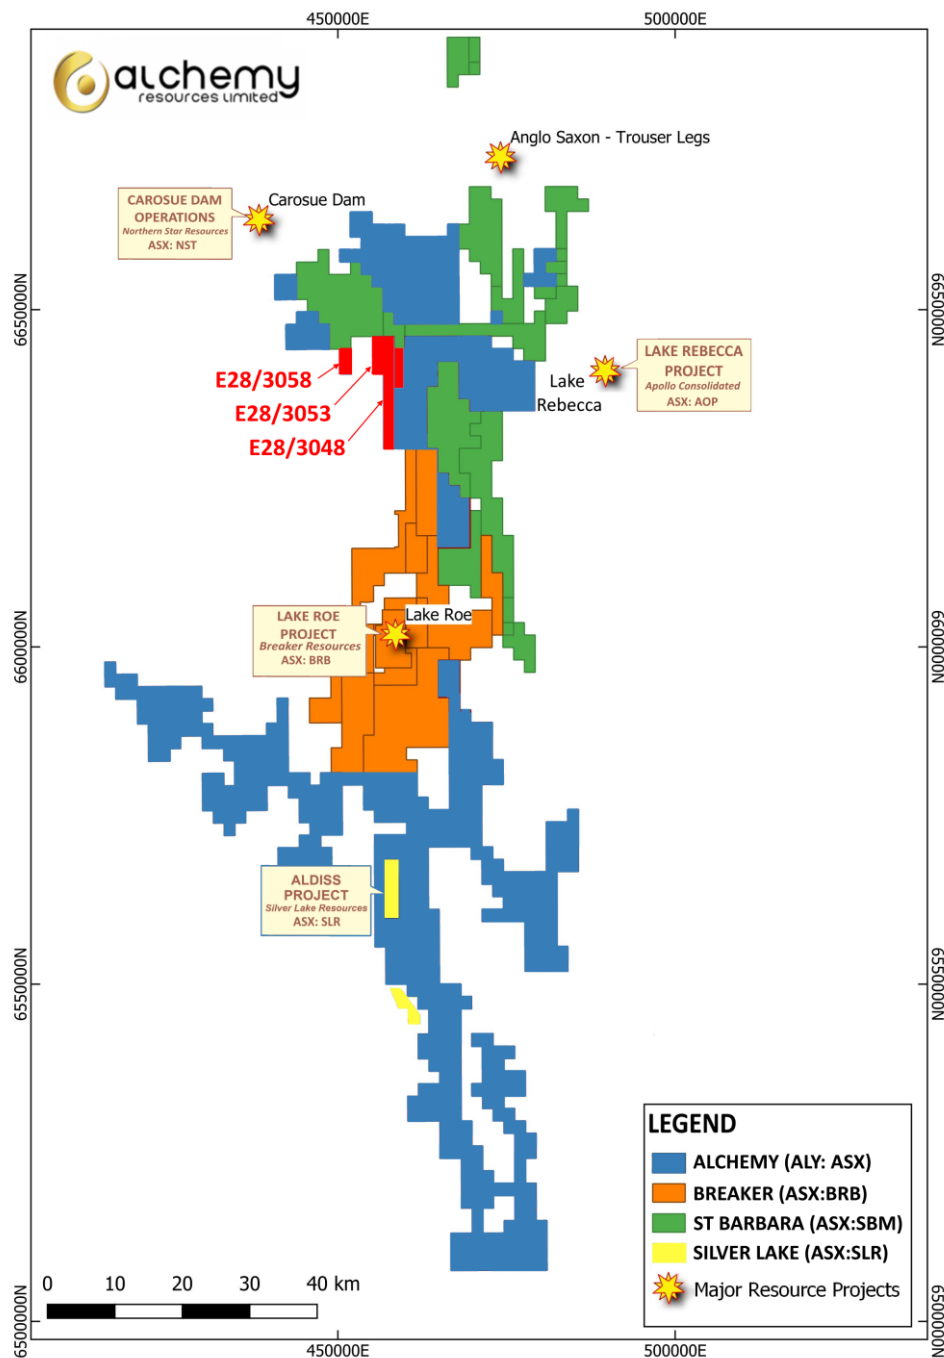 450000E
500000E
alchemy
resources limited
Anglo Saxon - Trouser Legs
CAROSUE DAM
OPERATIONS
Northern Star Resources
ASX: NST
Carosue Dam
6650000N
6650000N
LAKE REBECCA
PROJECT
Apollo Consolidated
ASX: AOP
Lake
Rebecca
E28/3058
E28/3053
E28/3048
LAKE ROE
PROJECT
Breaker Resources
ASX: BRB
Lake Roe
6600000N
6600000N
ALDISS
PROJECT
Silver Lake Resources
ASX: SLR
6550000N
6550000N
LEGEND
ALCHEMY (ALY: ASX)
BREAKER (ASX:BRB)
ST BARBARA (ASX:SBM)
SILVER LAKE (ASX:SLR)
Major Resource Projects
0 10 20 30 40 km
6500000N
6500000N
450000E
500000E